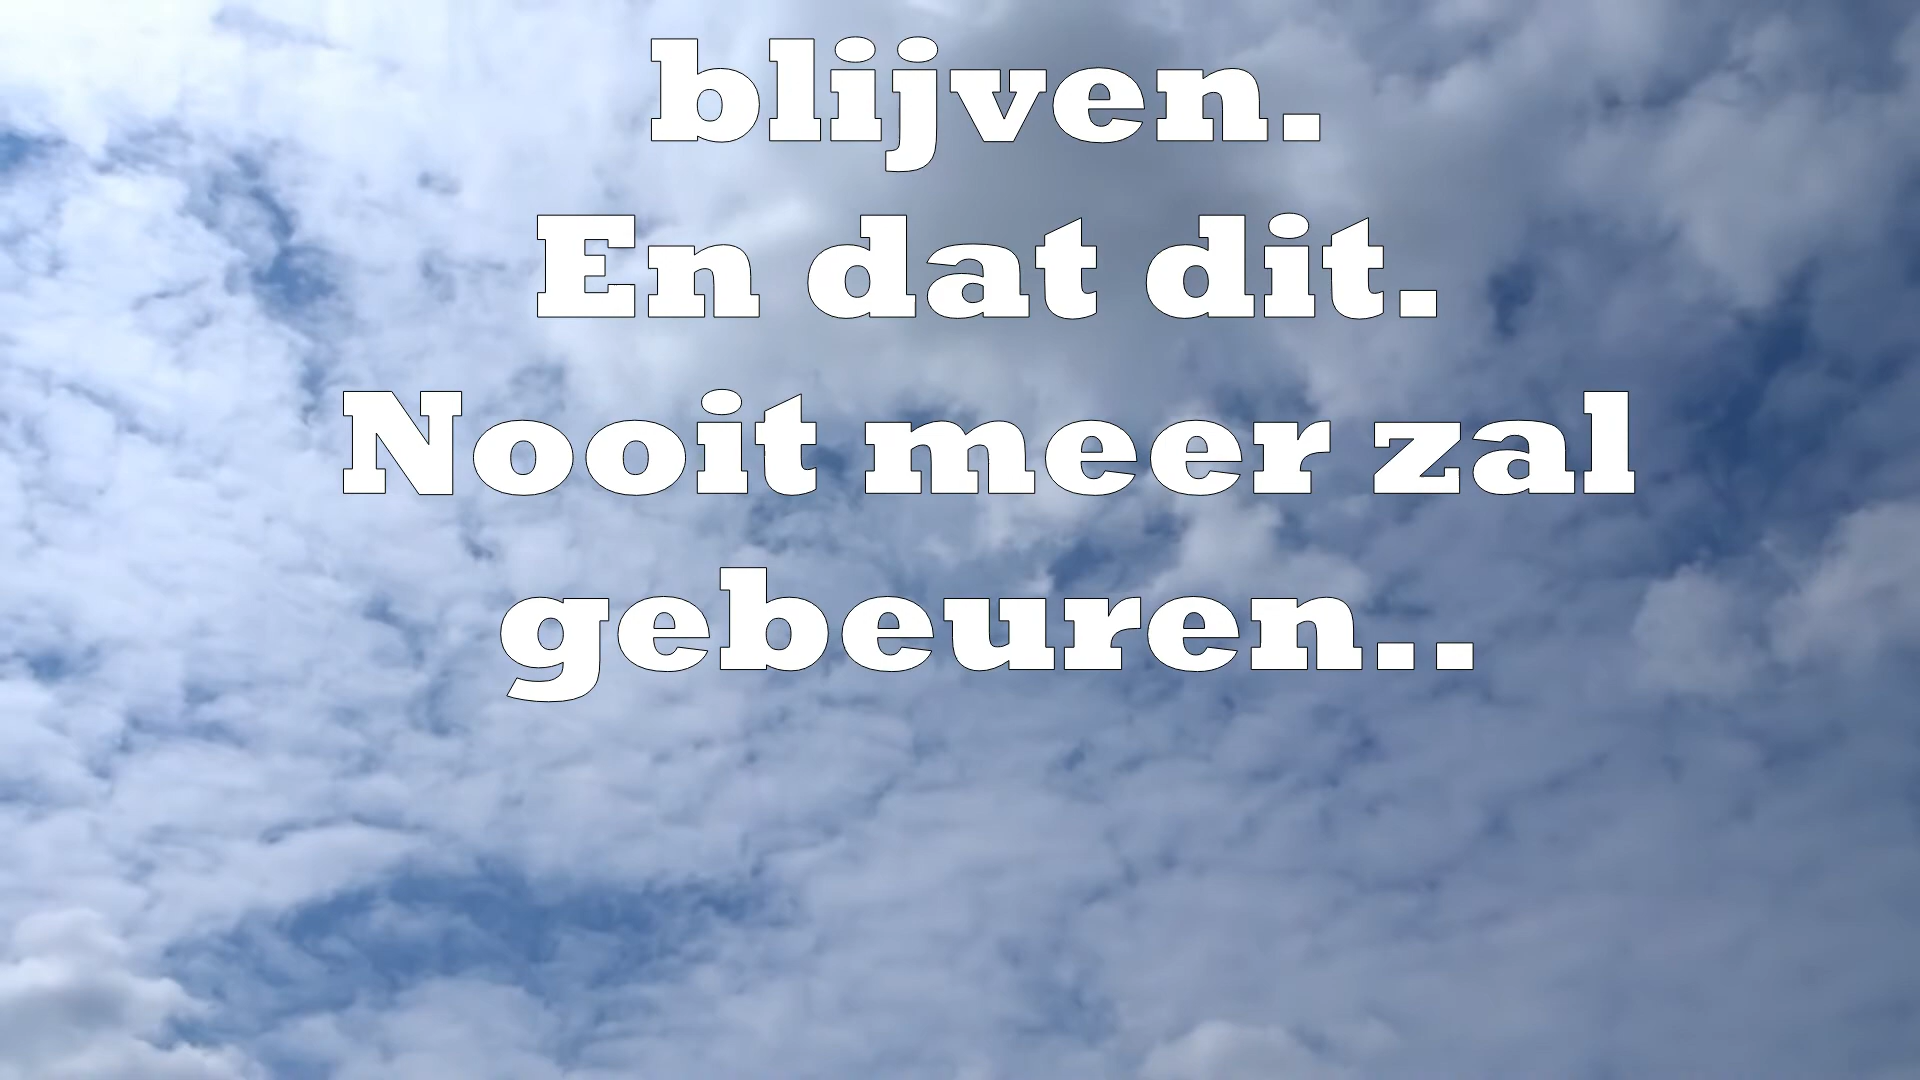 blijven.
En dat dit.
Nooit meer zal
gebeuren..